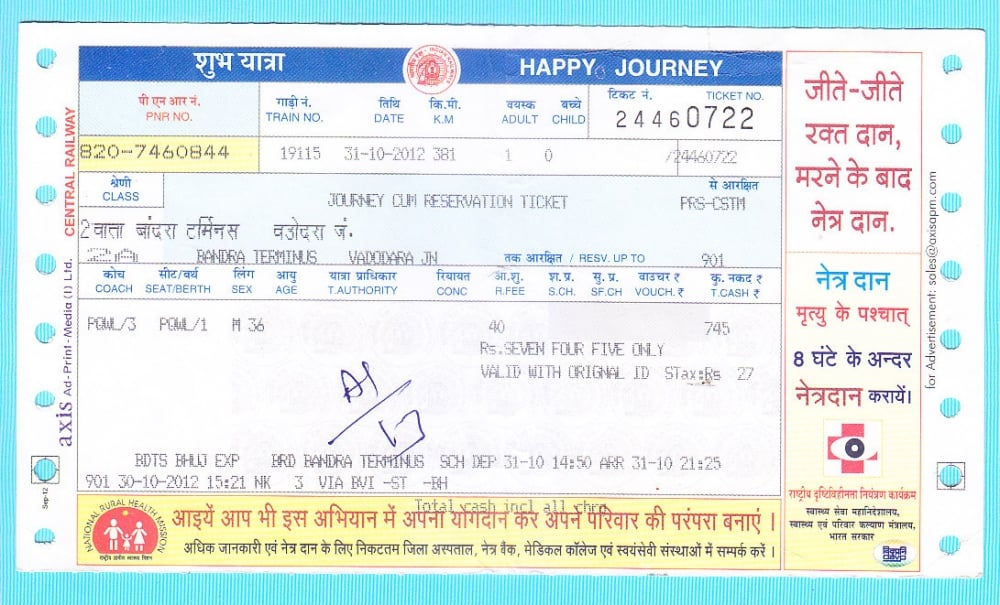 शुभ यात्रा HAPPY JOURNEY
पी एन आर नं. गाड़ी नं. तिथि कि.मी. वयस्क बच्चे टिकट नं. TICKET NO.
PNR NO. TRAIN NO. DATE K.M ADULT CHILD 24460722
820-7460844 19115 31-10-2012 381 1 0 /24460722
श्रेणी से आरक्षित
CLASS JOURNEY CUM RESERVATION TICKET PRS-CSTM
2वाता बांदरा टर्मिनस वडोदरा जं.
BANDRA TERMINUS VADODARA JN तक आरक्षित / RESV. UP TO 901
कोच सीट/बर्थ लिंग आयु यात्रा प्राधिकार रियायत आ.शु. श.प्र. सु.प्र. वाउचर ₹ कु. नकद ₹
COACH SEAT/BERTH SEX AGE T.AUTHORITY CONC R.FEE S.CH. SF.CH VOUCH. ₹ T.CASH ₹
PQWL/3 PQWL/1 M 36 40 745
Rs.SEVEN FOUR FIVE ONLY
VALID WITH ORIGNAL ID STax:Rs 27
BDTS BHUJ EXP BRD BANDRA TERMINUS SCH DEP 31-10 14:50 ARR 31-10 21:25
901 30-10-2012 15:21 NK 3 VIA BVI -ST -BH
Total cash incl all chrg
आइयें आप भी इस अभियान में अपना योगदान कर अपने परिवार की परंपरा बनाएं ।
अधिक जानकारी एवं नेत्र दान के लिए निकटतम जिला अस्पताल, नेत्र बैंक, मेडिकल कॉलेज एवं स्वयंसेवी संस्थाओं में सम्पर्क करें ।
NATIONAL RURAL HEALTH MISSION
राष्ट्रीय ग्रामीण स्वास्थ्य मिशन
जीते-जीते
रक्त दान,
मरने के बाद
नेत्र दान.
नेत्र दान
मृत्यु के पश्चात्
8 घंटे के अन्दर
नेत्रदान करायें।
राष्ट्रीय दृष्टिविहीनता नियंत्रण कार्यक्रम
स्वास्थ्य सेवा महानिदेशालय,
स्वास्थ्य एवं परिवार कल्याण मंत्रालय,
भारत सरकार
CENTRAL RAILWAY
axis Ad-Print-Media (I) Ltd.
Sep-12
for Advertisement: soles@axisapm.com